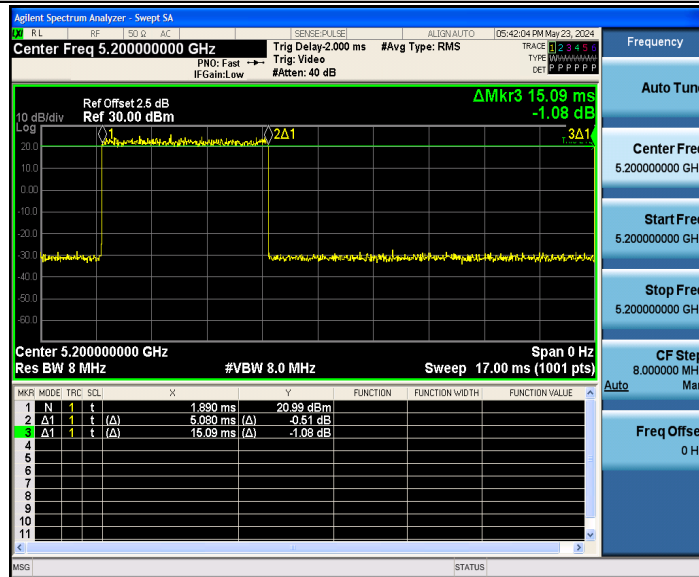 Agilent Spectrum Analyzer - Swept SA
RL RF 50 Ω AC SENSE:PULSE ALIGN AUTO 05:42:04 PM May 23, 2024
Center Freq 5.200000000 GHz
PNO: Fast
IFGain:Low
Trig Delay-2.000 ms
Trig: Video
#Atten: 40 dB
#Avg Type: RMS
TRACE 1 2 3 4 5 6
TYPE
DET P P P P P P
Frequency
Ref Offset 2.5 dB
Ref 30.00 dBm
10 dB/div
Log
ΔMkr3 15.09 ms
-1.08 dB
1
2Δ1
3Δ1
20.0
10.0
0.00
-10.0
-20.0
-30.0
-40.0
-50.0
-60.0
Center 5.200000000 GHz
Span 0 Hz
Res BW 8 MHz
#VBW 8.0 MHz
Sweep 17.00 ms (1001 pts)
MKR MODE TRC SCL X Y FUNCTION FUNCTION WIDTH FUNCTION VALUE
1 N 1 t 1.890 ms 20.99 dBm
2 Δ1 1 t (Δ) 5.080 ms (Δ) -0.51 dB
3 Δ1 1 t (Δ) 15.09 ms (Δ) -1.08 dB
4
5
6
7
8
9
10
11
MSG
STATUS
Auto Tun
Center Fre
5.200000000 GH
Start Fre
5.200000000 GH
Stop Fre
5.200000000 GH
CF Step
8.000000 MH
Auto Ma
Freq Offse
0 H